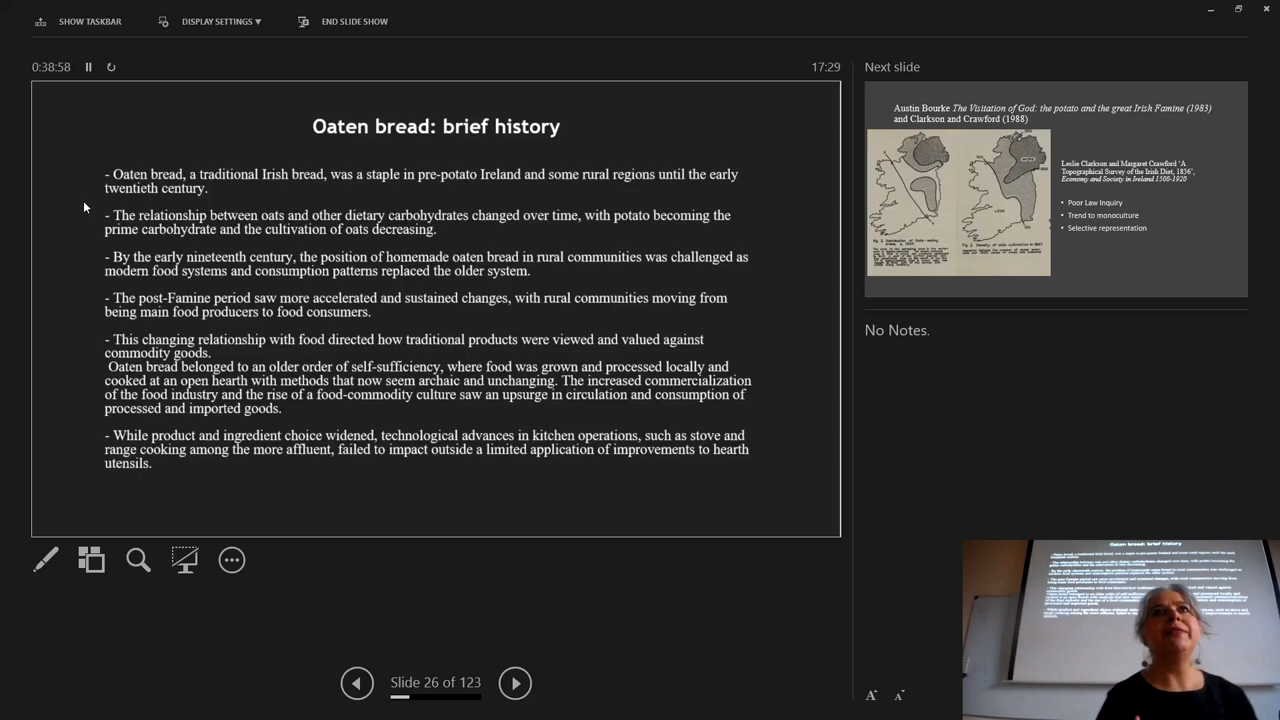 SHOW TASKBAR
DISPLAY SETTINGS ▼
END SLIDE SHOW
0:38:58
17:29
Next slide
Oaten bread: brief history
- Oaten bread, a traditional Irish bread, was a staple in pre-potato Ireland and some rural regions until the early
twentieth century.
- The relationship between oats and other dietary carbohydrates changed over time, with potato becoming the
prime carbohydrate and the cultivation of oats decreasing.
- By the early nineteenth century, the position of homemade oaten bread in rural communities was challenged as
modern food systems and consumption patterns replaced the older system.
- The post-Famine period saw more accelerated and sustained changes, with rural communities moving from
being main food producers to food consumers.
- This changing relationship with food directed how traditional products were viewed and valued against
commodity goods.
Oaten bread belonged to an older order of self-sufficiency, where food was grown and processed locally and
cooked at an open hearth with methods that now seem archaic and unchanging. The increased commercialization
of the food industry and the rise of a food-commodity culture saw an upsurge in circulation and consumption of
processed and imported goods.
- While product and ingredient choice widened, technological advances in kitchen operations, such as stove and
range cooking among the more affluent, failed to impact outside a limited application of improvements to hearth
utensils.
Austin Bourke The Visitation of God: the potato and the great Irish Famine (1983)
and Clarkson and Crawford (1988)
Leslie Clarkson and Margaret Crawford 'A
Topographical Survey of the Irish Diet, 1836',
Economy and Society in Ireland 1500-1920
• Poor Law Inquiry
• Trend to monoculture
• Selective representation
No Notes.
Slide 26 of 123
Oaten bread: brief history